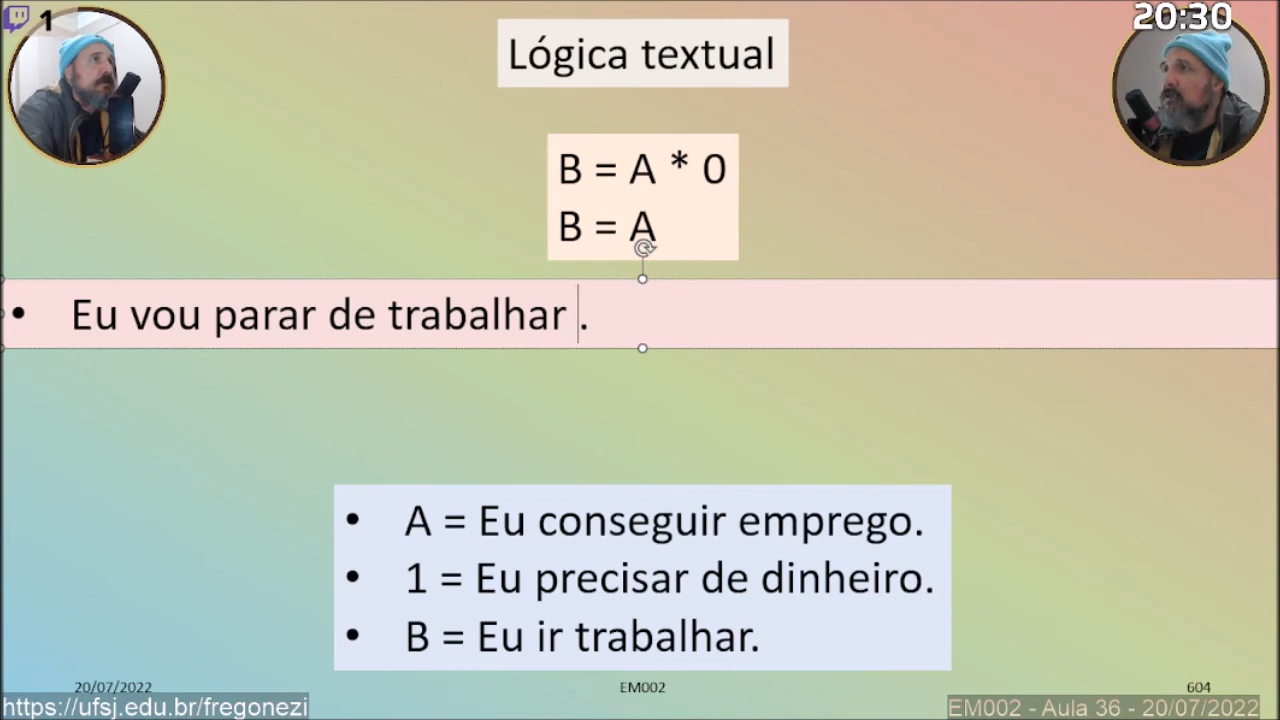 1
20:30
Lógica textual
B = A * 0
B = A
• Eu vou parar de trabalhar .
• A = Eu conseguir emprego.
• 1 = Eu precisar de dinheiro.
• B = Eu ir trabalhar.
20/07/2022
EM002
604
https://ufsj.edu.br/fregonezi
EM002 - Aula 36 - 20/07/2022